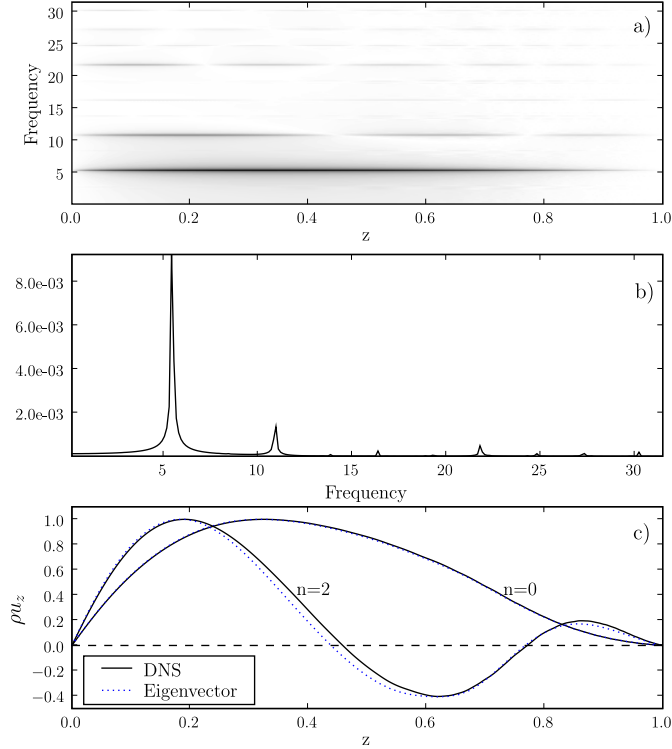 a)
30
25
20
15
10
5
Frequency
0.0 0.2 0.4 0.6 0.8 1.0
z
b)
8.0e-03
6.0e-03
4.0e-03
2.0e-03
5 10 15 20 25 30
Frequency
c)
1.0
0.8
0.6
0.4
0.2
0.0
−0.2
−0.4
ρu_z
n=2
n=0
DNS
Eigenvector
0.0 0.2 0.4 0.6 0.8 1.0
z